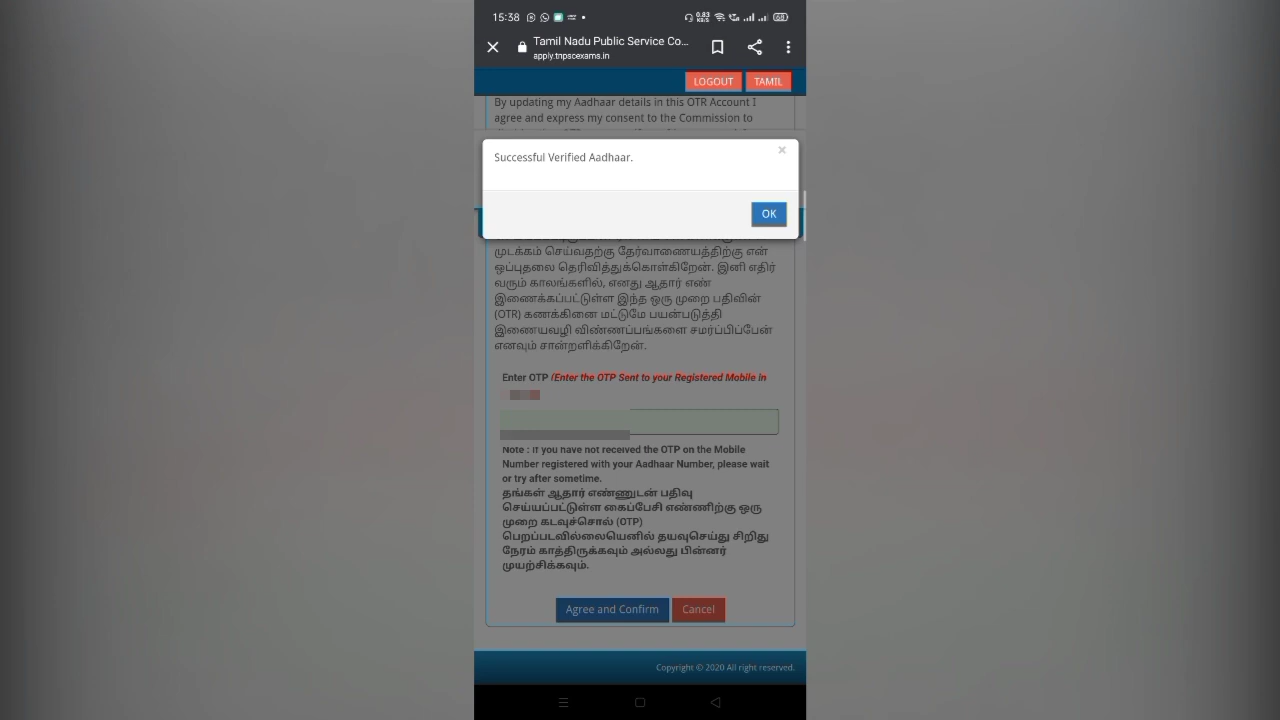 15:38
0.83
KB/S
Tamil Nadu Public Service Co...
apply.tnpscexams.in
LOGOUT TAMIL
By updating my Aadhaar details in this OTR Account I
agree and express my consent to the Commission to
Successful Verified Aadhaar.
×
OK
முடக்கம் செய்வதற்கு தேர்வாணையத்திற்கு என்
ஒப்புதலை தெரிவித்துக்கொள்கிறேன். இனி எதிர்
வரும் காலங்களில், எனது ஆதார் எண்
இணைக்கப்பட்டுள்ள இந்த ஒரு முறை பதிவின்
(OTR) கணக்கினை மட்டுமே பயன்படுத்தி
இணையவழி விண்ணப்பங்களை சமர்ப்பிப்பேன்
எனவும் சான்றளிக்கிறேன்.
Enter OTP (Enter the OTP Sent to your Registered Mobile in
Note : If you have not received the OTP on the Mobile
Number registered with your Aadhaar Number, please wait
or try after sometime.
தங்கள் ஆதார் எண்ணுடன் பதிவு
செய்யப்பட்டுள்ள கைப்பேசி எண்ணிற்கு ஒரு
முறை கடவுச்சொல் (OTP)
பெறப்படவில்லையெனில் தயவுசெய்து சிறிது
நேரம் காத்திருக்கவும் அல்லது பின்னர்
முயற்சிக்கவும்.
Agree and Confirm Cancel
Copyright © 2020 All right reserved.